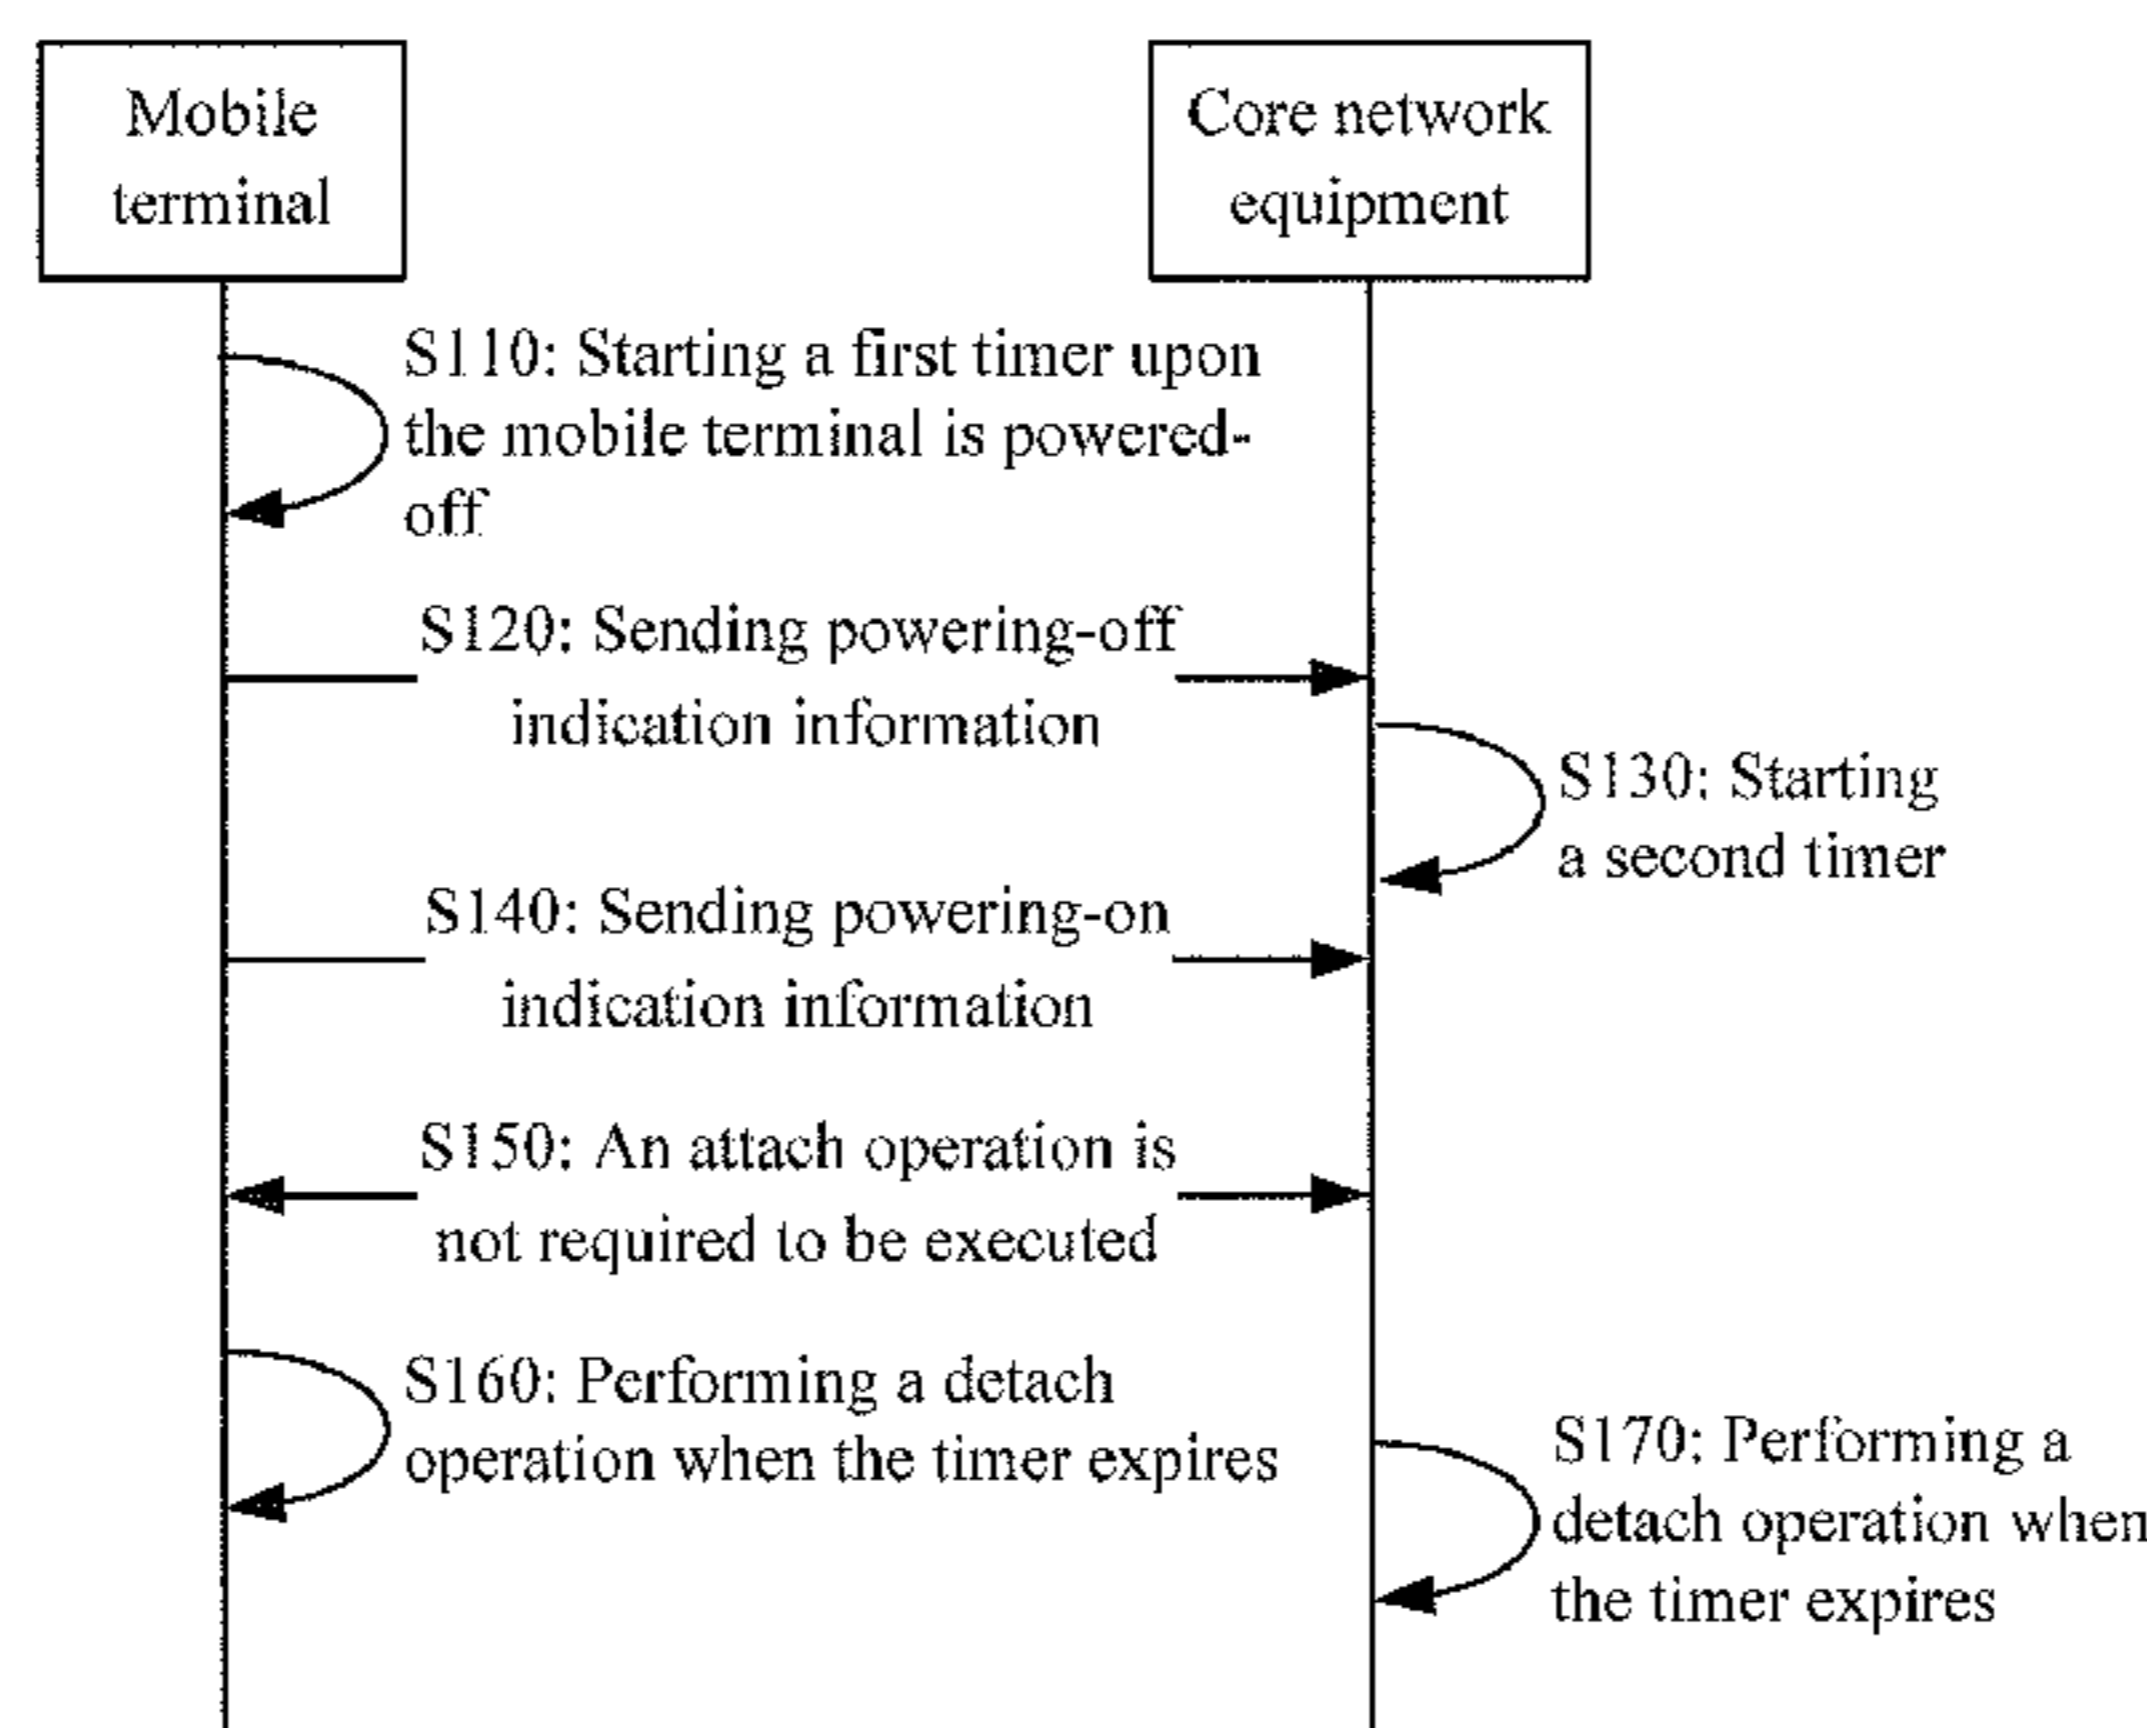 Mobile
terminal
Core network
equipment
S110: Starting a first timer upon
the mobile terminal is powered-
off
S120: Sending powering-off
indication information
S130: Starting
a second timer
S140: Sending powering-on
indication information
S150: An attach operation is
not required to be executed
S160: Performing a detach
operation when the timer expires
S170: Performing a
detach operation when
the timer expires